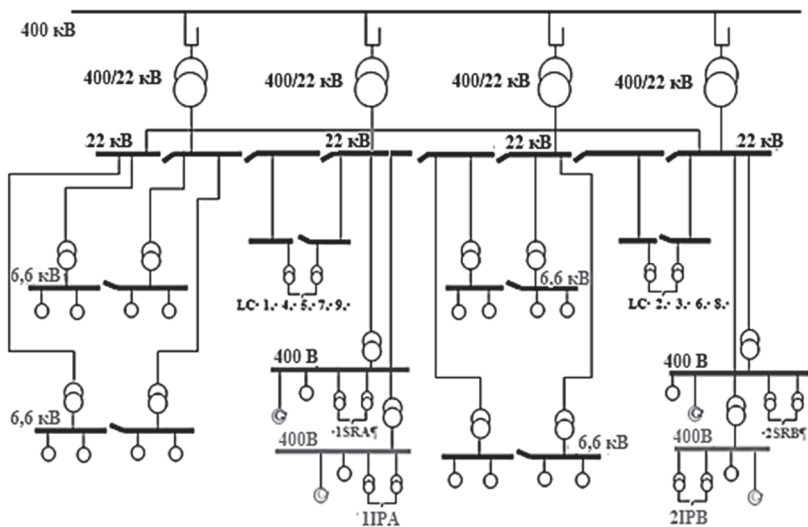 400 кВ
400/22 кВ 400/22 кВ 400/22 кВ 400/22 кВ
22 кВ 22 кВ 22 кВ 22 кВ
6,6 кВ 6,6 кВ
LC· 1.· 4.· 5.· 7.· 9.· LC· 2.· 3.· 6.· 8.·
400 В 400 В
6,6 кВ ·1SRA¶ 6,6 кВ ·2SRB¶
400В 400В
G G G G
1IPA 2IPB